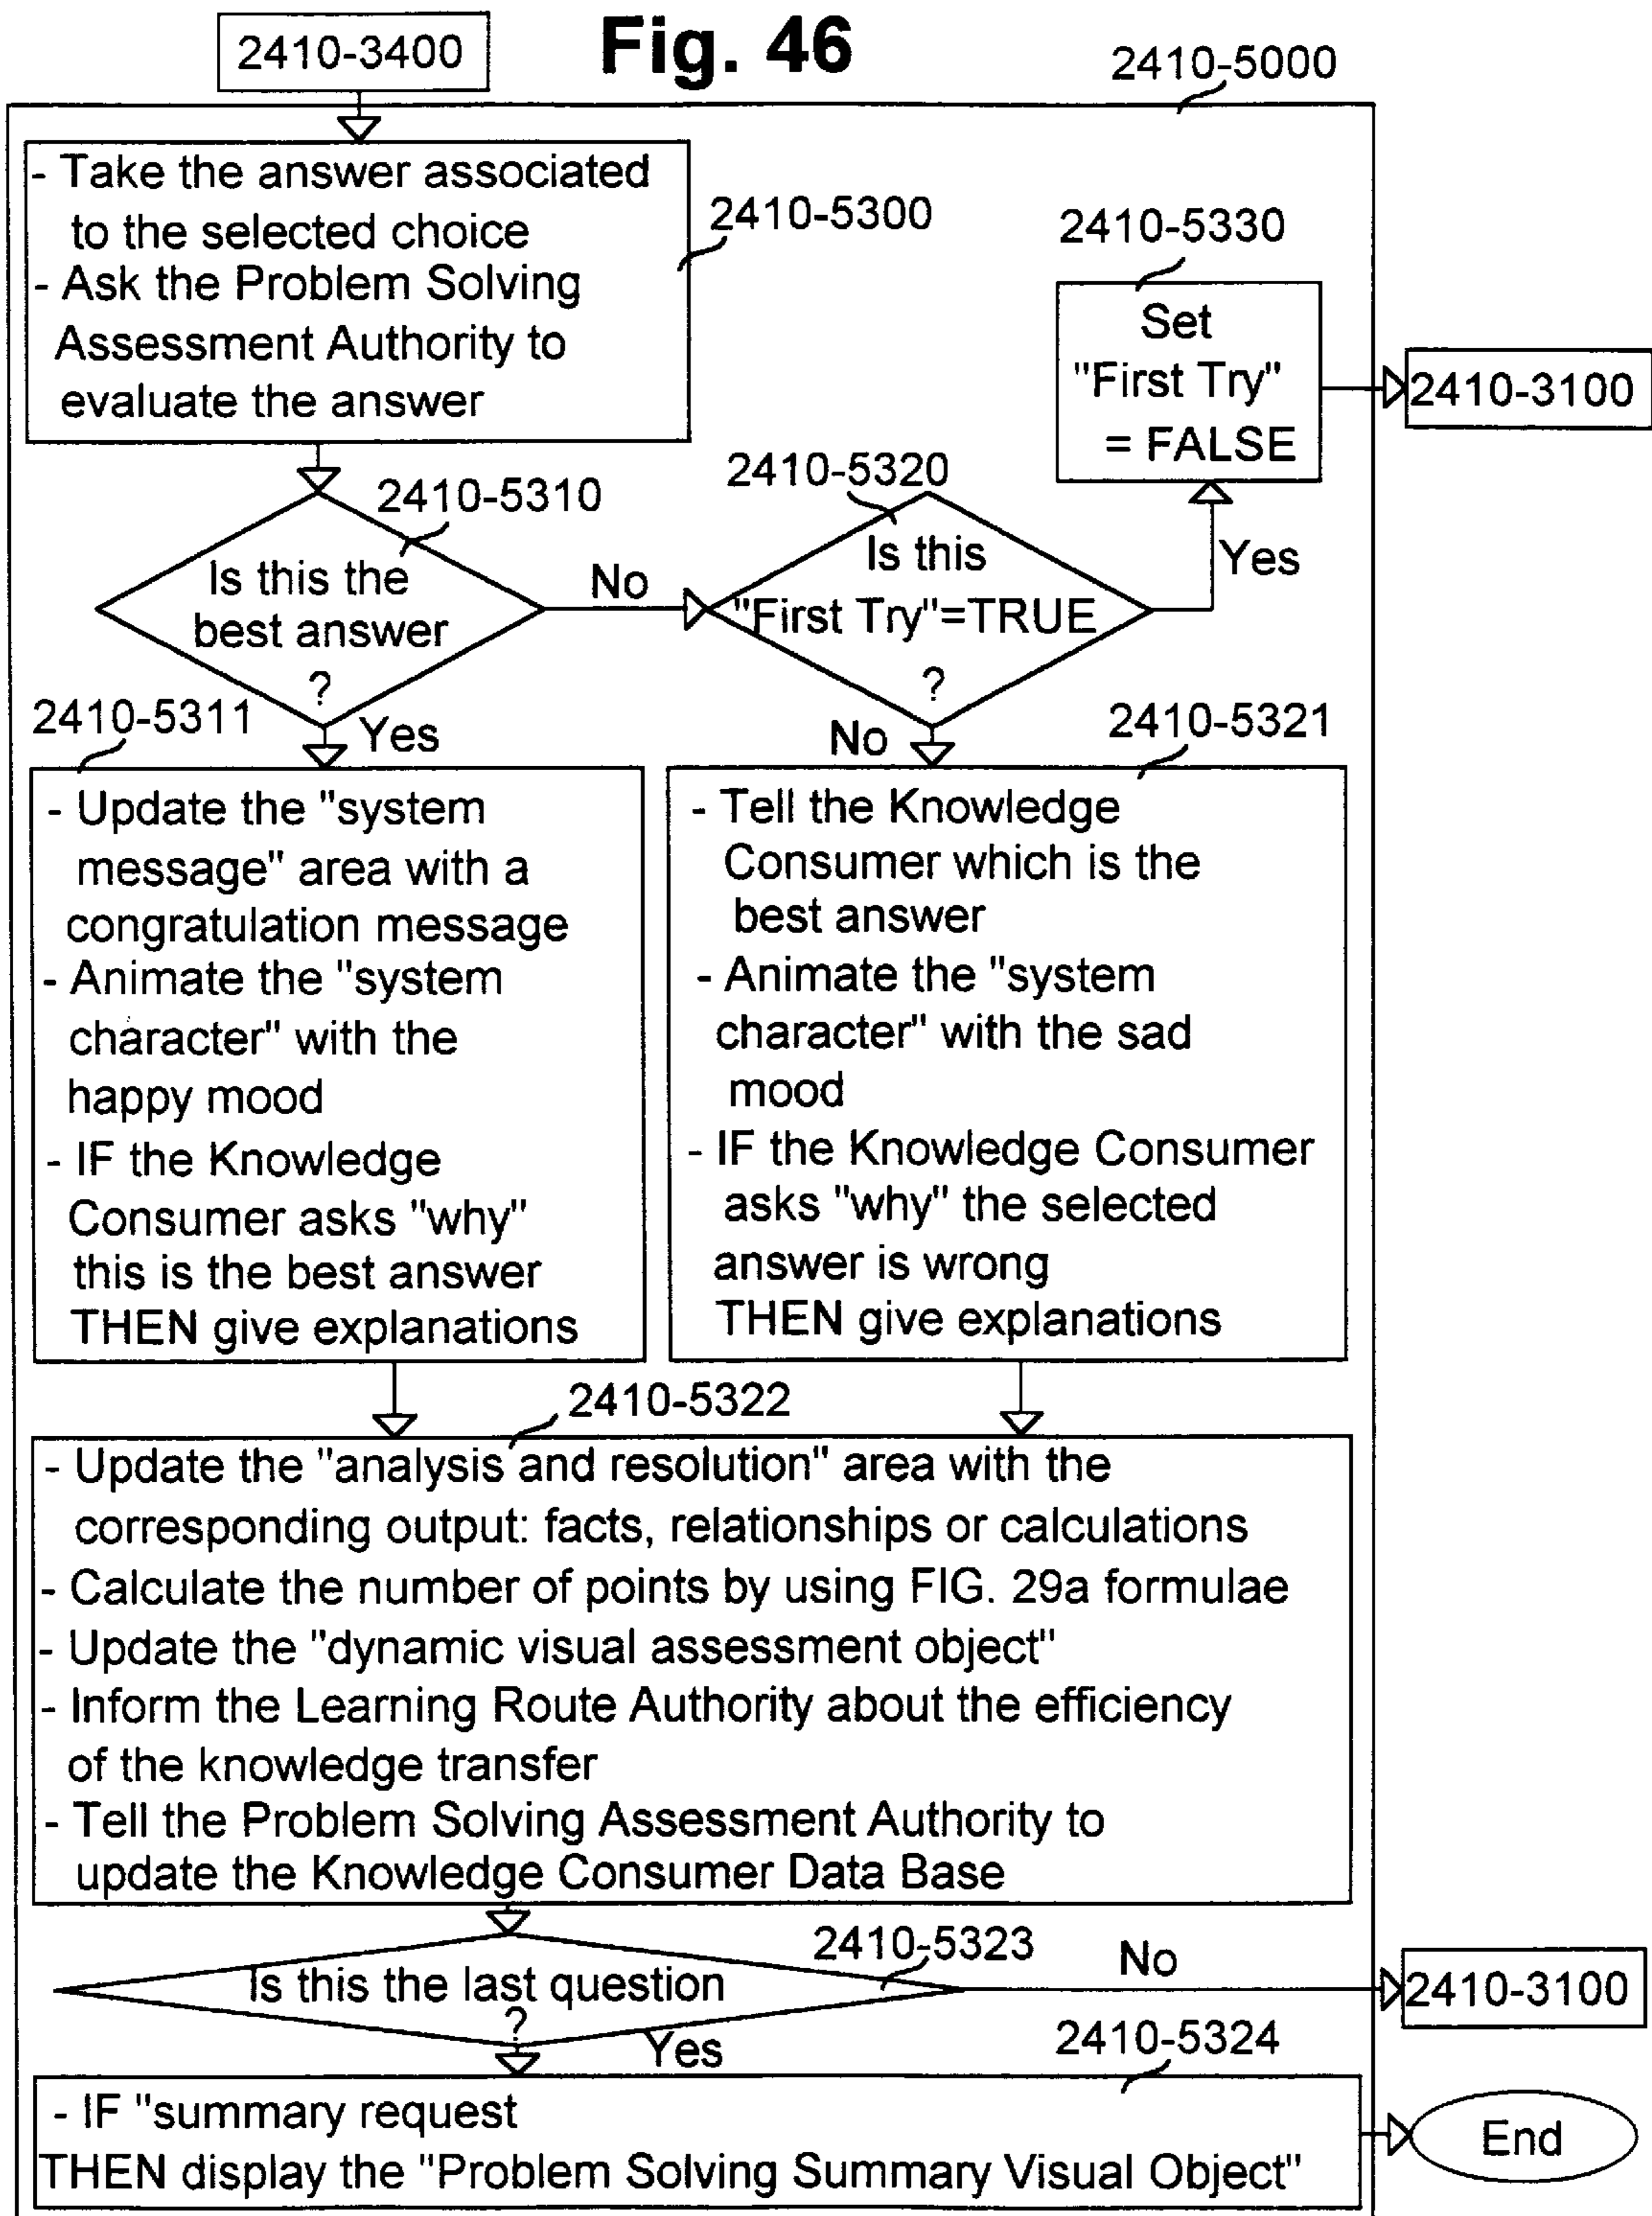 Fig. 46
2410-3400
2410-5000
- Take the answer associated
to the selected choice
- Ask the Problem Solving
Assessment Authority to
evaluate the answer
2410-5300
2410-5330
Set
"First Try"
= FALSE
2410-3100
2410-5310
Is this the
best answer
?
No
2410-5320
Is this
"First Try"=TRUE
?
Yes
2410-5311
Yes
No
2410-5321
- Update the "system
message" area with a
congratulation message
- Animate the "system
character" with the
happy mood
- IF the Knowledge
Consumer asks "why"
this is the best answer
THEN give explanations
- Tell the Knowledge
Consumer which is the
best answer
- Animate the "system
character" with the sad
mood
- IF the Knowledge Consumer
asks "why" the selected
answer is wrong
THEN give explanations
2410-5322
- Update the "analysis and resolution" area with the
corresponding output: facts, relationships or calculations
- Calculate the number of points by using FIG. 29a formulae
- Update the "dynamic visual assessment object"
- Inform the Learning Route Authority about the efficiency
of the knowledge transfer
- Tell the Problem Solving Assessment Authority to
update the Knowledge Consumer Data Base
2410-5323
Is this the last question
?
No
2410-3100
Yes
2410-5324
- IF "summary request
THEN display the "Problem Solving Summary Visual Object"
End